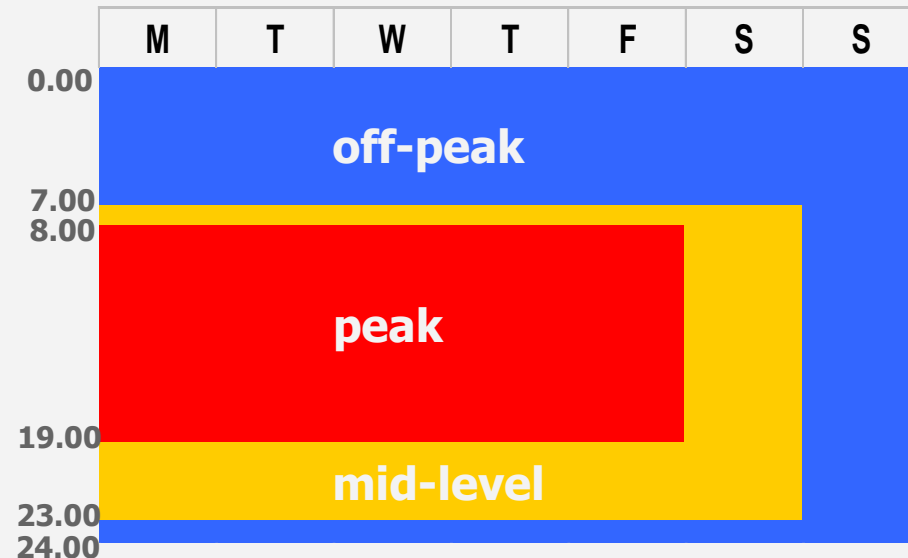 M T W T F S S
0.00
off-peak
7.00
8.00
peak
19.00
mid-level
23.00
24.00